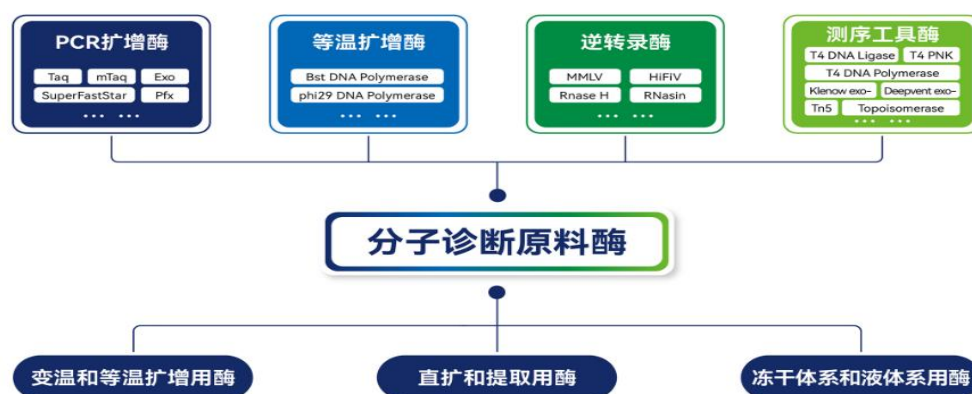 PCR扩增酶
Taq
mTaq
Exo
SuperFastStar
Pfx
... ...
等温扩增酶
Bst DNA Polymerase
phi29 DNA Polymerase
... ...
逆转录酶
MMLV
HiFiV
Rnase H
RNasin
... ...
测序工具酶
T4 DNA Ligase
T4 PNK
T4 DNA Polymerase
Klenow exo-
Deepvent exo-
Tn5
Topoisomerase
... ...
分子诊断原料酶
变温和等温扩增用酶
直扩和提取用酶
冻干体系和液体系用酶